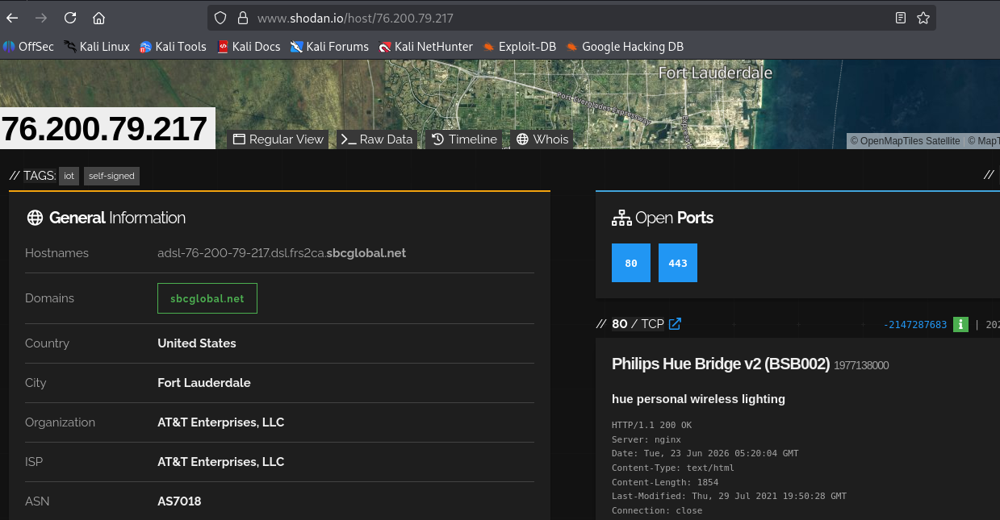 www.shodan.io/host/76.200.79.217
OffSec Kali Linux Kali Tools Kali Docs Kali Forums Kali NetHunter Exploit-DB Google Hacking DB
Fort Lauderdale
Port Everglades Expressway
76.200.79.217
Regular View Raw Data Timeline Whois
© OpenMapTiles Satellite © MapT
// TAGS: iot self-signed
//
General Information
Hostnames adsl-76-200-79-217.dsl.frs2ca.sbcglobal.net
Domains sbcglobal.net
Country United States
City Fort Lauderdale
Organization AT&T Enterprises, LLC
ISP AT&T Enterprises, LLC
ASN AS7018
Open Ports
80 443
// 80 / TCP -2147287683 | 202
Philips Hue Bridge v2 (BSB002) 1977138000
hue personal wireless lighting
HTTP/1.1 200 OK
Server: nginx
Date: Tue, 23 Jun 2026 05:20:04 GMT
Content-Type: text/html
Content-Length: 1854
Last-Modified: Thu, 29 Jul 2021 19:50:28 GMT
Connection: close